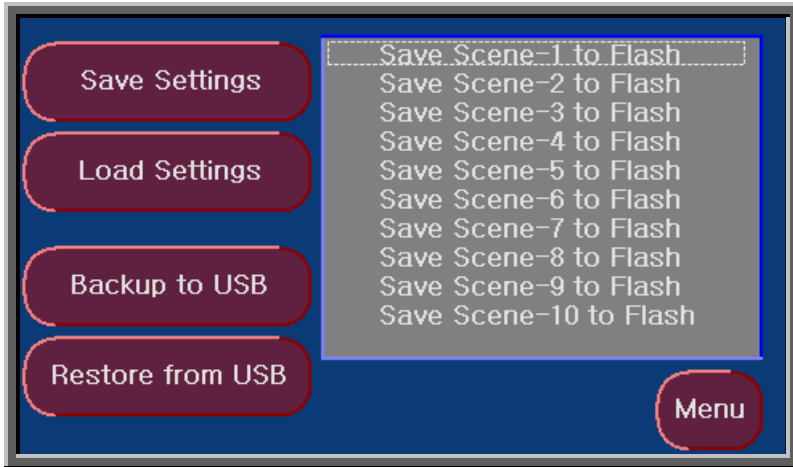 Save Settings
Load Settings
Backup to USB
Restore from USB
Save Scene-1 to Flash
Save Scene-2 to Flash
Save Scene-3 to Flash
Save Scene-4 to Flash
Save Scene-5 to Flash
Save Scene-6 to Flash
Save Scene-7 to Flash
Save Scene-8 to Flash
Save Scene-9 to Flash
Save Scene-10 to Flash
Menu